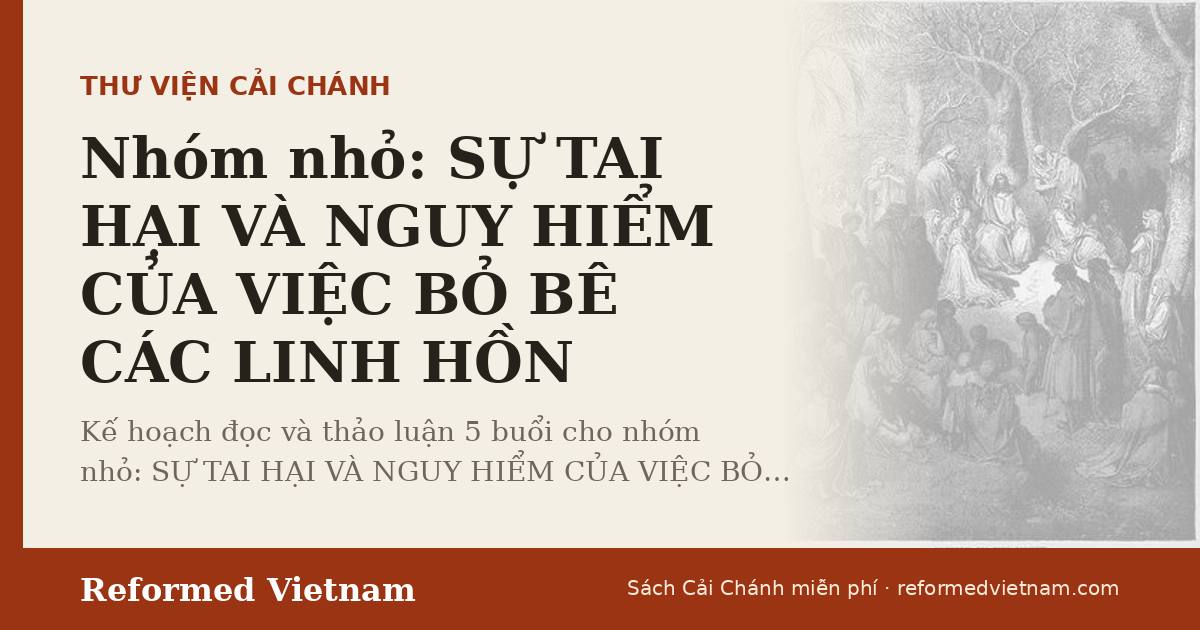 THƯ VIỆN CẢI CHÁNH
Nhóm nhỏ: SỰ TAI
HẠI VÀ NGUY HIỂM
CỦA VIỆC BỎ BÊ
CÁC LINH HỒN
Kế hoạch đọc và thảo luận 5 buổi cho nhóm
nhỏ: SỰ TAI HẠI VÀ NGUY HIỂM CỦA VIỆC BỎ…
Reformed Vietnam
Sách Cải Chánh miễn phí · reformedvietnam.com